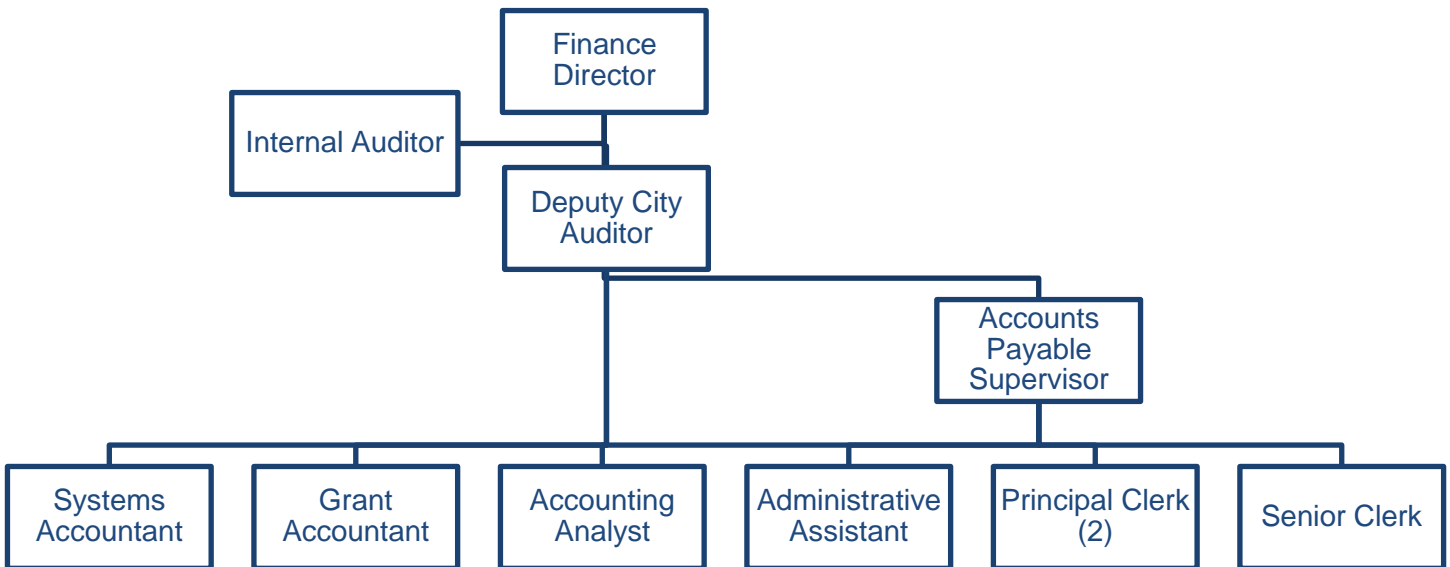 Finance
Director
Internal Auditor
Deputy City
Auditor
Accounts
Payable
Supervisor
Systems
Accountant
Grant
Accountant
Accounting
Analyst
Administrative
Assistant
Principal Clerk
(2)
Senior Clerk